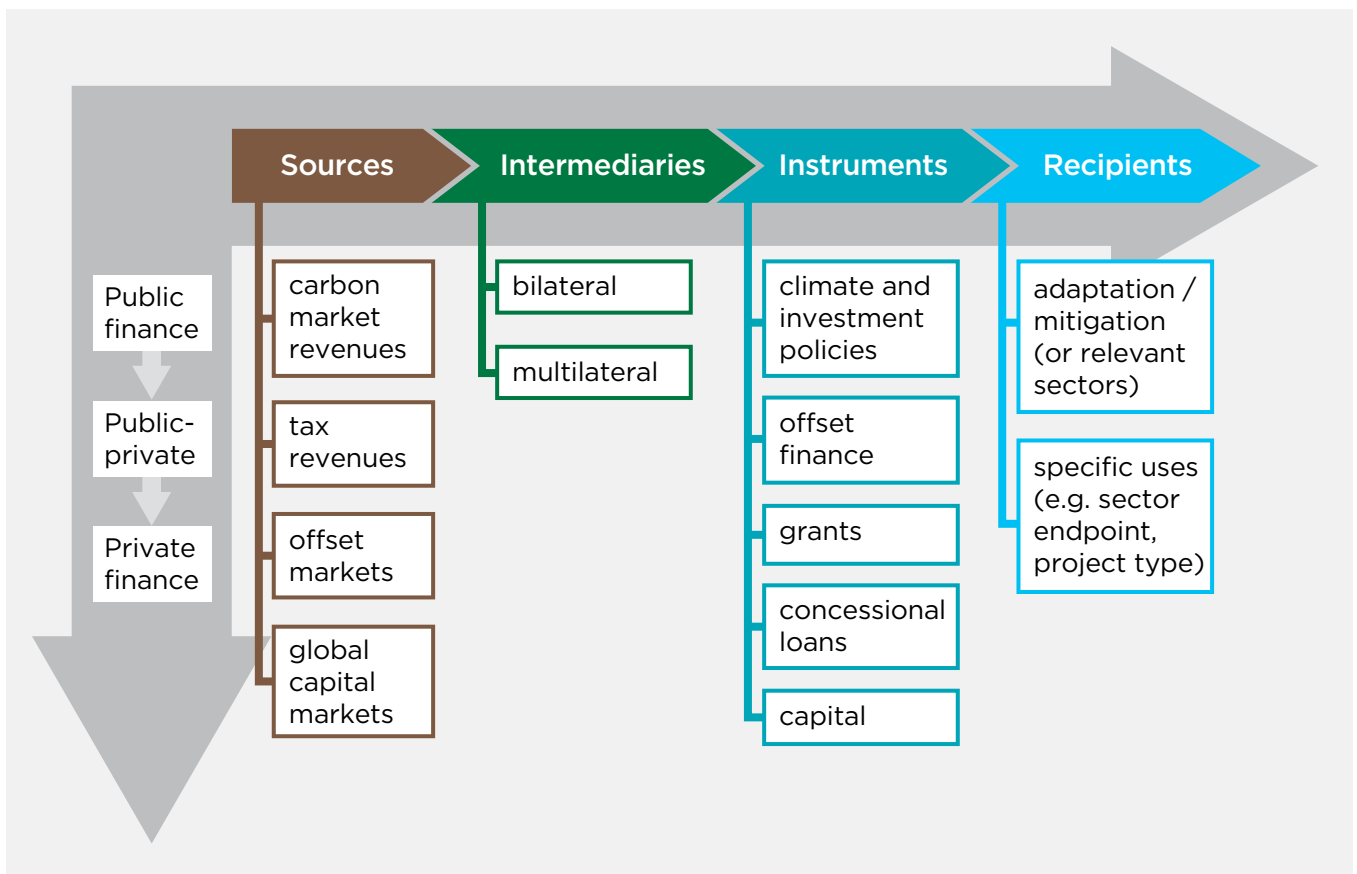 Sources
Intermediaries
Instruments
Recipients
Public
finance
Public-
private
Private
finance
carbon
market
revenues
tax
revenues
offset
markets
global
capital
markets
bilateral
multilateral
climate and
investment
policies
offset
finance
grants
concessional
loans
capital
adaptation /
mitigation
(or relevant
sectors)
specific uses
(e.g. sector
endpoint,
project type)